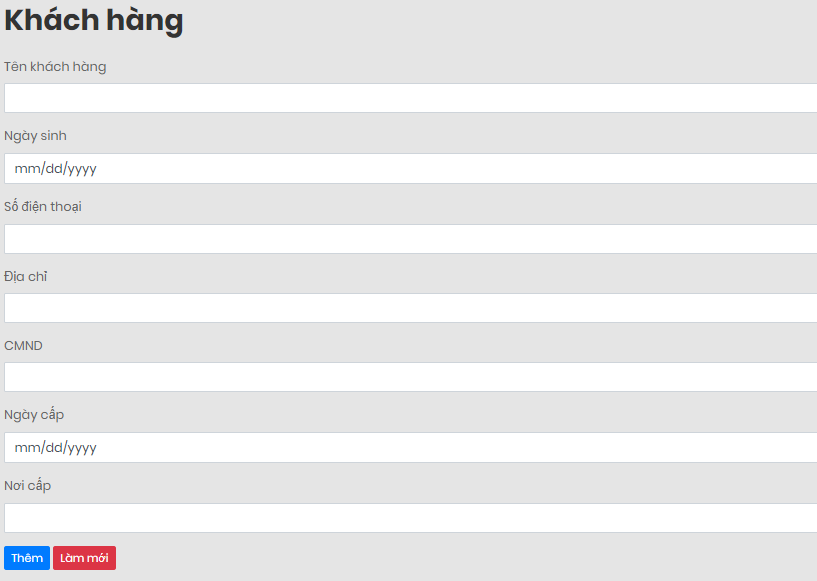 Khách hàng
Tên khách hàng
Ngày sinh
mm/dd/yyyy
Số điện thoại
Địa chỉ
CMND
Ngày cấp
mm/dd/yyyy
Nơi cấp
Thêm Làm mới